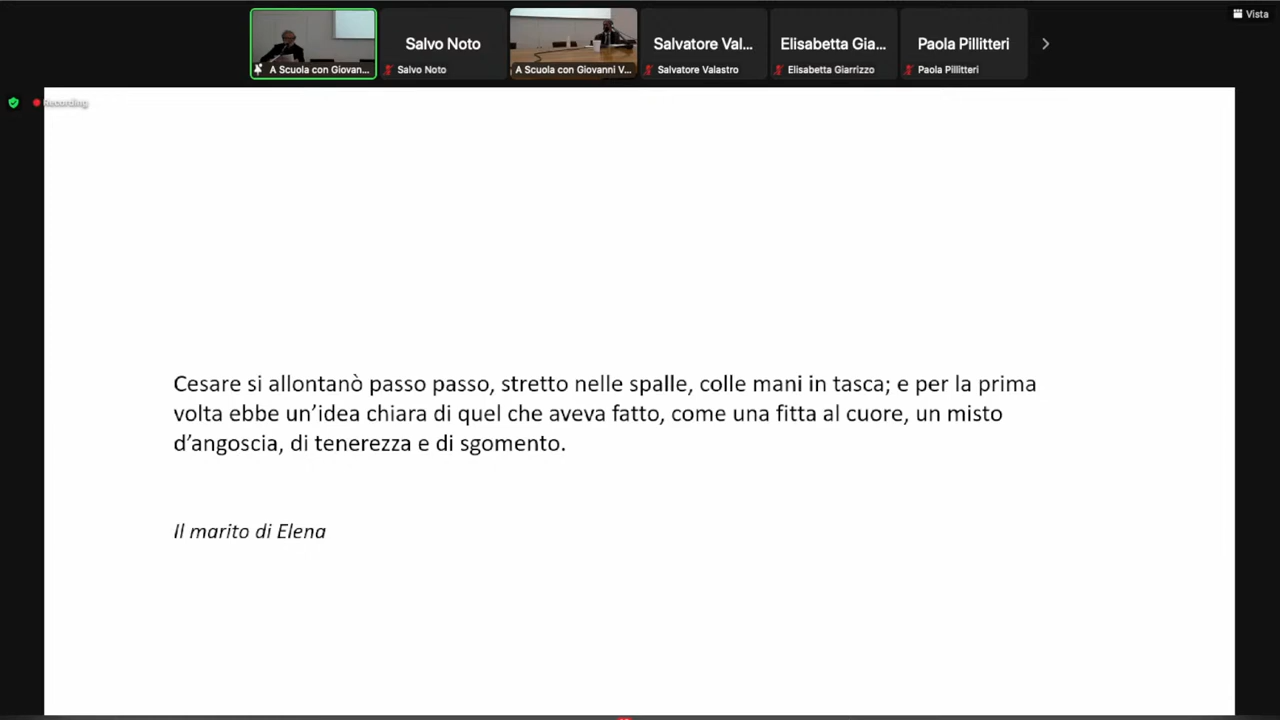 Vista
Salvo Noto
Salvatore Val...
Elisabetta Gia...
Paola Pillitteri
A Scuola con Giovan...
Salvo Noto
A Scuola con Giovanni V...
Salvatore Valastro
Elisabetta Giarrizzo
Paola Pillitteri
Recording
Cesare si allontanò passo passo, stretto nelle spalle, colle mani in tasca; e per la prima
volta ebbe un’idea chiara di quel che aveva fatto, come una fitta al cuore, un misto
d’angoscia, di tenerezza e di sgomento.
Il marito di Elena